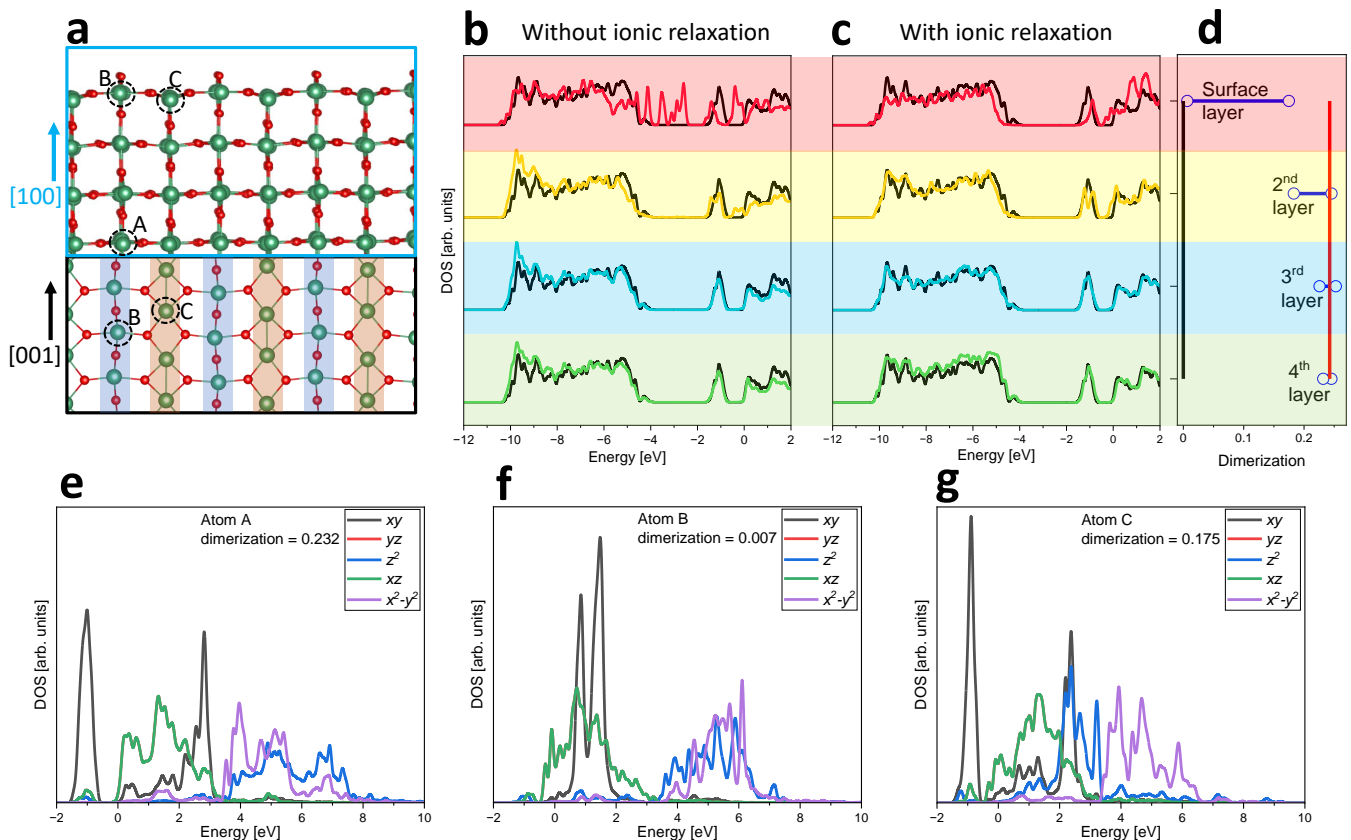 a
B
C
[100]
A
B
C
[001]
b Without ionic relaxation
DOS [arb. units]
−12 −10 −8 −6 −4 −2 0 2
Energy [eV]
c With ionic relaxation
−12 −10 −8 −6 −4 −2 0 2
Energy [eV]
d
Surface
layer
2nd
layer
3rd
layer
4th
layer
0 0.1 0.2
Dimerization
e
Atom A
dimerization = 0.232
xy
yz
z²
xz
x²-y²
DOS [arb. units]
−2 0 2 4 6 8 10
Energy [eV]
f
Atom B
dimerization = 0.007
xy
yz
z²
xz
x²-y²
DOS [arb. units]
−2 0 2 4 6 8 10
Energy [eV]
g
Atom C
dimerization = 0.175
xy
yz
z²
xz
x²-y²
DOS [arb. units]
−2 0 2 4 6 8 10
Energy [eV]